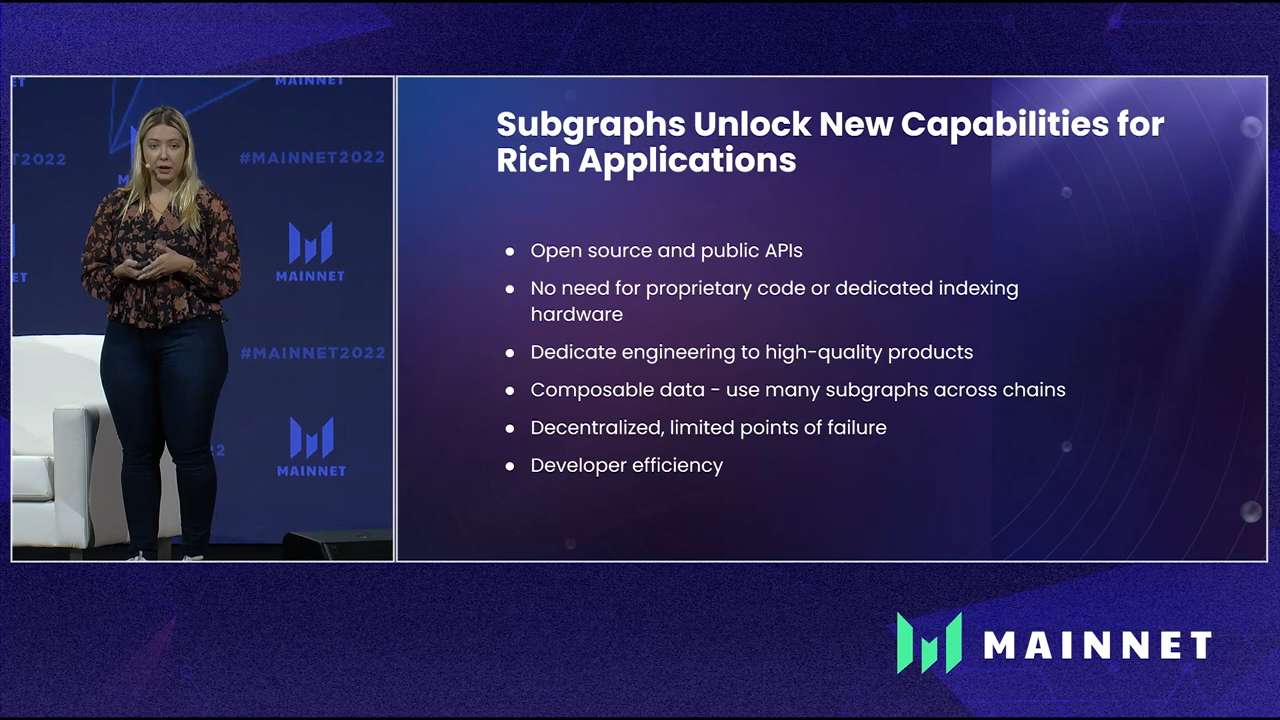 MAINNET
#MAINNET2022
MAINNET
#MAINNET2022
MAINNET
Subgraphs Unlock New Capabilities for
Rich Applications
● Open source and public APIs
● No need for proprietary code or dedicated indexing
hardware
● Dedicate engineering to high-quality products
● Composable data - use many subgraphs across chains
● Decentralized, limited points of failure
● Developer efficiency
MAINNET